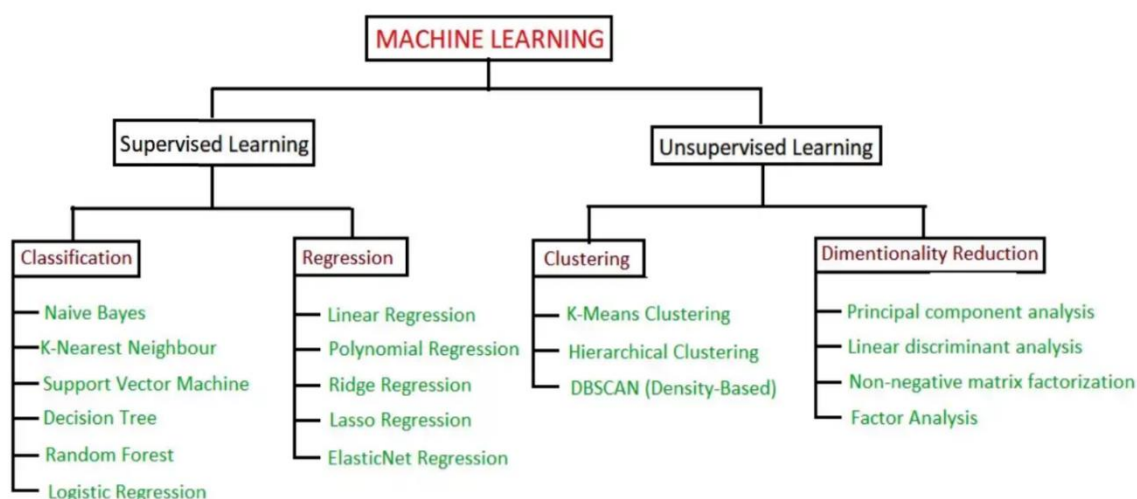 MACHINE LEARNING
Supervised Learning
Unsupervised Learning
Classification
Naive Bayes
K-Nearest Neighbour
Support Vector Machine
Decision Tree
Random Forest
Logistic Regression
Regression
Linear Regression
Polynomial Regression
Ridge Regression
Lasso Regression
ElasticNet Regression
Clustering
K-Means Clustering
Hierarchical Clustering
DBSCAN (Density-Based)
Dimentionality Reduction
Principal component analysis
Linear discriminant analysis
Non-negative matrix factorization
Factor Analysis